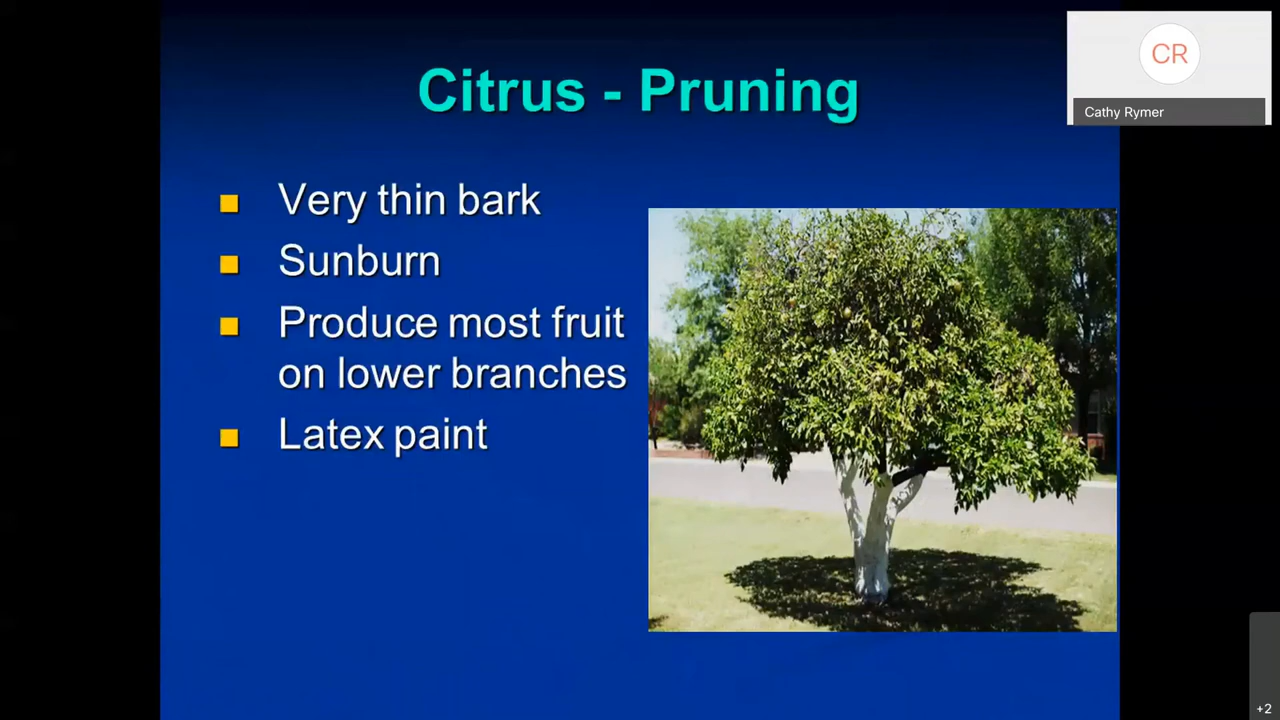 Citrus - Pruning
CR
Cathy Rymer
Very thin bark
Sunburn
Produce most fruit
on lower branches
Latex paint
+2